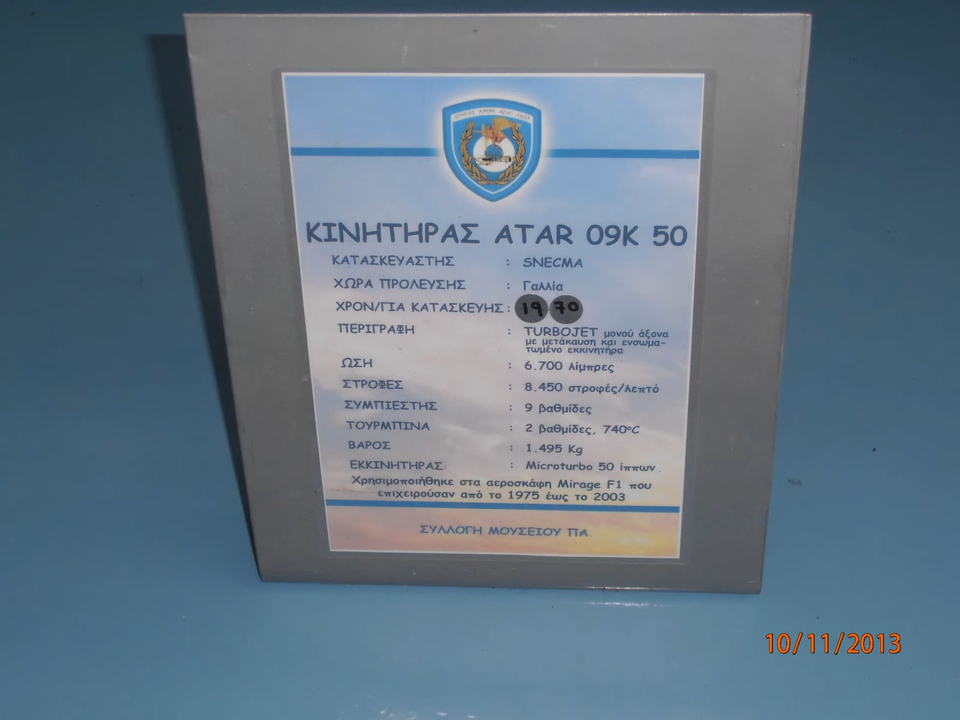 ΚΙΝΗΤΗΡΑΣ ATAR 09K 50
ΚΑΤΑΣΚΕΥΑΣΤΗΣ : SNECMA
ΧΩΡΑ ΠΡΟΛΕΥΣΗΣ : Γαλλία
ΧΡΟΝ/ΓΙΑ ΚΑΤΑΣΚΕΥΗΣ : 1970
ΠΕΡΙΓΡΑΦΗ : TURBOJET μονού άξονα
με μετάκαυση και ενσωμα-
τωμένο εκκινητήρα
ΩΣΗ : 6.700 λίμπρες
ΣΤΡΟΦΕΣ : 8.450 στροφές/λεπτό
ΣΥΜΠΙΕΣΤΗΣ : 9 βαθμίδες
ΤΟΥΡΜΠΙΝΑ : 2 βαθμίδες, 740°C
ΒΑΡΟΣ : 1.495 Kg
ΕΚΚΙΝΗΤΗΡΑΣ : Microturbo 50 ίππων.
Χρησιμοποιήθηκε στα αεροσκάφη Mirage F1 που
επιχειρούσαν από το 1975 έως το 2003
ΣΥΛΛΟΓΗ ΜΟΥΣΕΙΟΥ ΠΑ.
10/11/2013